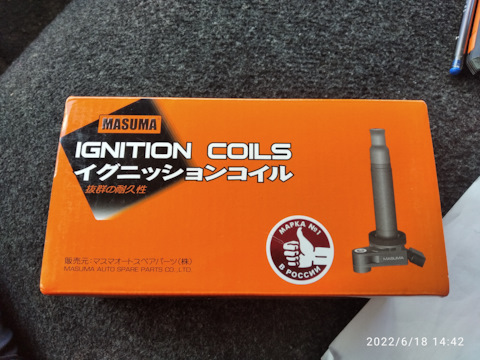 MASUMA
IGNITION COILS
イグニッションコイル
抜群の耐久性
販売元:マスマオートスペアパーツ(株)
MASUMA AUTO SPARE PARTS CO.,LTD.
МАРКА №1
В РОССИИ
MASUMA
2022/6/18 14:42